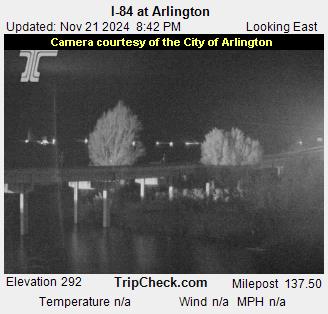 I-84 at Arlington
Updated: Nov 21 2024 8:42 PM Looking East
Camera courtesy of the City of Arlington
Elevation 292 TripCheck.com Milepost 137.50
Temperature n/a Wind n/a MPH n/a